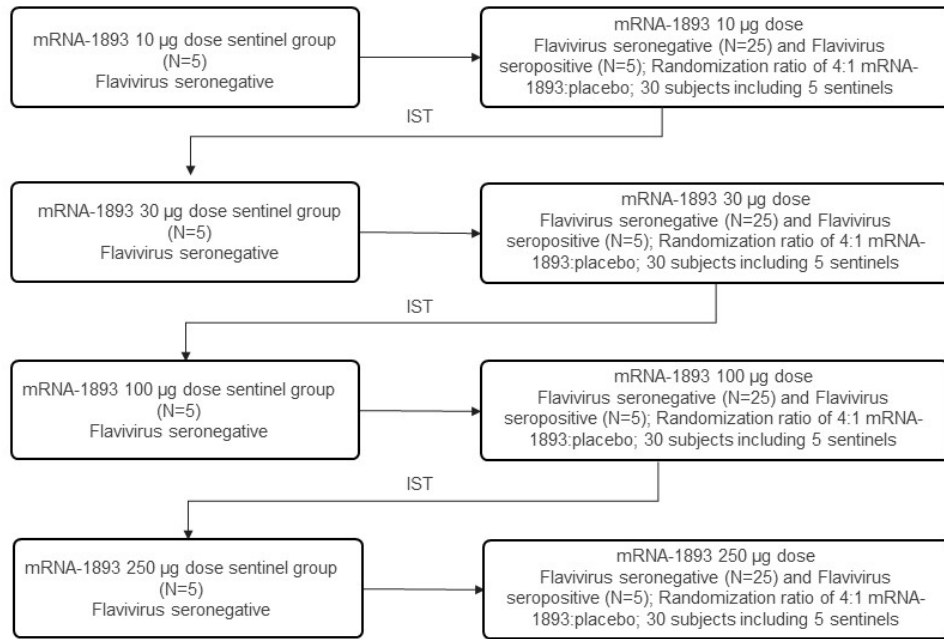 mRNA-1893 10 µg dose sentinel group
(N=5)
Flavivirus seronegative
mRNA-1893 10 µg dose
Flavivirus seronegative (N=25) and Flavivirus
seropositive (N=5); Randomization ratio of 4:1 mRNA-
1893:placebo; 30 subjects including 5 sentinels
IST
mRNA-1893 30 µg dose sentinel group
(N=5)
Flavivirus seronegative
mRNA-1893 30 µg dose
Flavivirus seronegative (N=25) and Flavivirus
seropositive (N=5); Randomization ratio of 4:1 mRNA-
1893:placebo; 30 subjects including 5 sentinels
IST
mRNA-1893 100 µg dose sentinel group
(N=5)
Flavivirus seronegative
mRNA-1893 100 µg dose
Flavivirus seronegative (N=25) and Flavivirus
seropositive (N=5); Randomization ratio of 4:1 mRNA-
1893:placebo; 30 subjects including 5 sentinels
IST
mRNA-1893 250 µg dose sentinel group
(N=5)
Flavivirus seronegative
mRNA-1893 250 µg dose
Flavivirus seronegative (N=25) and Flavivirus
seropositive (N=5); Randomization ratio of 4:1 mRNA-
1893:placebo; 30 subjects including 5 sentinels